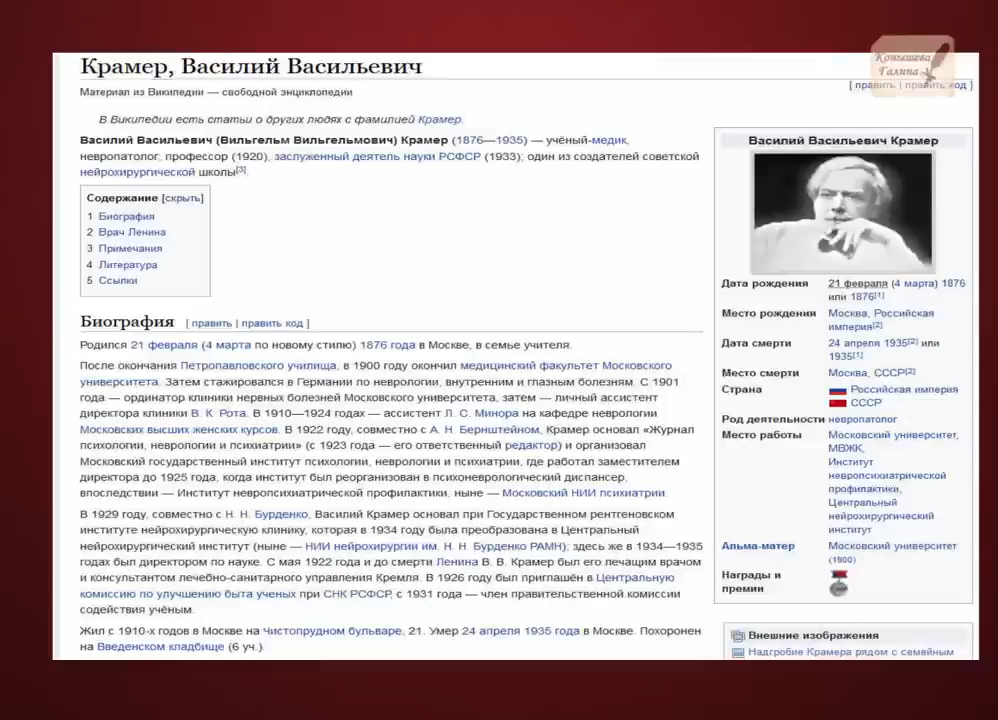 Крамер, Василий Васильевич
Конышева
Галина
[ править | править код ]
Материал из Википедии — свободной энциклопедии
В Википедии есть статьи о других людях с фамилией Крамер.
Василий Васильевич (Вильгельм Вильгельмович) Крамер (1876—1935) — учёный-медик,
невропатолог, профессор (1920), заслуженный деятель науки РСФСР (1933); один из создателей советской
нейрохирургической школы[3].
Содержание [скрыть]
1 Биография
2 Врач Ленина
3 Примечания
4 Литература
5 Ссылки
Биография [ править | править код ]
Родился 21 февраля (4 марта по новому стилю) 1876 года в Москве, в семье учителя.
После окончания Петропавловского училища, в 1900 году окончил медицинский факультет Московского
университета. Затем стажировался в Германии по неврологии, внутренним и глазным болезням. С 1901
года — ординатор клиники нервных болезней Московского университета, затем — личный ассистент
директора клиники В. К. Рота. В 1910—1924 годах — ассистент Л. С. Минора на кафедре неврологии
Московских высших женских курсов. В 1922 году, совместно с А. Н. Бернштейном, Крамер основал «Журнал
психологии, неврологии и психиатрии» (с 1923 года — его ответственный редактор) и организовал
Московский государственный институт психологии, неврологии и психиатрии, где работал заместителем
директора до 1925 года, когда институт был реорганизован в психоневрологический диспансер,
впоследствии — Институт невропсихиатрической профилактики, ныне — Московский НИИ психиатрии.
В 1929 году, совместно с Н. Н. Бурденко, Василий Крамер основал при Государственном рентгеновском
институте нейрохирургическую клинику, которая в 1934 году была преобразована в Центральный
нейрохирургический институт (ныне — НИИ нейрохирургии им. Н. Н. Бурденко РАМН); здесь же в 1934—1935
годах был директором по науке. С мая 1922 года и до смерти Ленина В. В. Крамер был его лечащим врачом
и консультантом лечебно-санитарного управления Кремля. В 1926 году был приглашён в Центральную
комиссию по улучшению быта ученых при СНК РСФСР, с 1931 года — член правительственной комиссии
содействия учёным.
Жил с 1910-х годов в Москве на Чистопрудном бульваре, 21. Умер 24 апреля 1935 года в Москве. Похоронен
на Введенском кладбище (6 уч.).
Василий Васильевич Крамер
Дата рождения 21 февраля (4 марта) 1876
или 1876[1]
Место рождения Москва, Российская
империя[2]
Дата смерти 24 апреля 1935[2] или
1935[1]
Место смерти Москва, СССР[2]
Страна Российская империя
СССР
Род деятельности невропатолог
Место работы Московский университет,
МВЖК,
Институт
невропсихиатрической
профилактики,
Центральный
нейрохирургический
институт
Альма-матер Московский университет
(1900)
Награды и
премии
Внешние изображения
Надгробие Крамера рядом с семейным